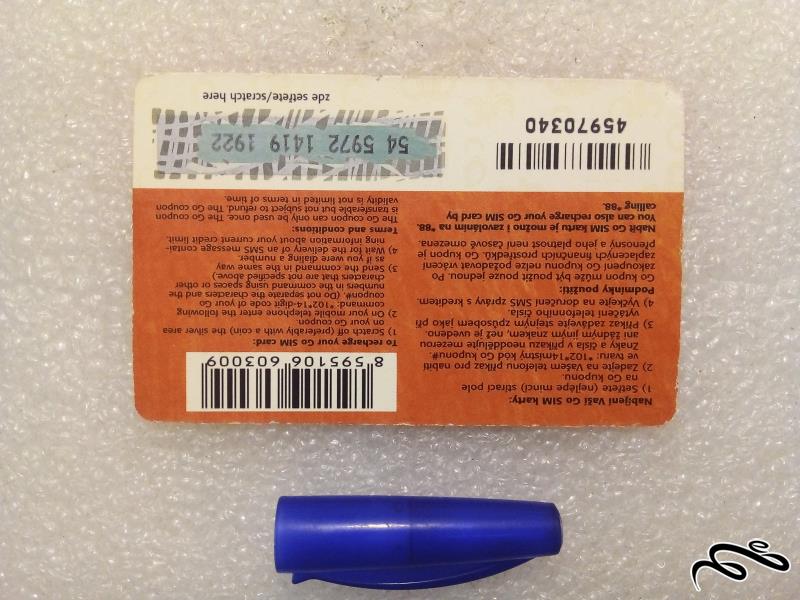 Nabíjení Vaší Go SIM karty:
1) Setřete (nejlépe mincí) stírací pole
na Go kuponu.
2) Zadejte na Vašem telefonu příkaz pro nabití
ve tvaru: *102*14místný kód Go kuponu#.
Znaky a čísla v příkazu neoddělujte mezerou
ani žádným jiným znakem, než je uvedeno.
3) Příkaz zadávejte stejným způsobem jako při
vytáčení telefonního čísla.
4) Vyčkejte na doručení SMS zprávy s kreditem.
Podmínky použití:
Go kupon může být použit pouze jednou. Po
zakoupení Go kuponu nelze požadovat vrácení
zaplacených finančních prostředků. Go kupon je
přenosný a jeho platnost není časově omezena.
Nabít Go SIM kartu je možno i zavoláním na *88.
You can also recharge your Go SIM card by
calling *88.
8 595106 603009
To recharge your Go SIM card:
1) Scratch off (preferably with a coin) the silver area
on your Go coupon.
2) On your mobile telephone enter the following
command: *102*14-digit code of your Go
coupon#. (Do not separate the characters and the
numbers in the command using spaces or other
characters that are not specified above.)
3) Send the command in the same way
as if you were dialing a number.
4) Wait for the delivery of an SMS message contai-
ning information about your current credit limit.
Terms and conditions:
The Go coupon can only be used once. The Go coupon
is transferable but not subject to refund. The Go coupon
validity is not limited in terms of time.
45970340
54 5972 1419 1922
zde setřete/scratch here